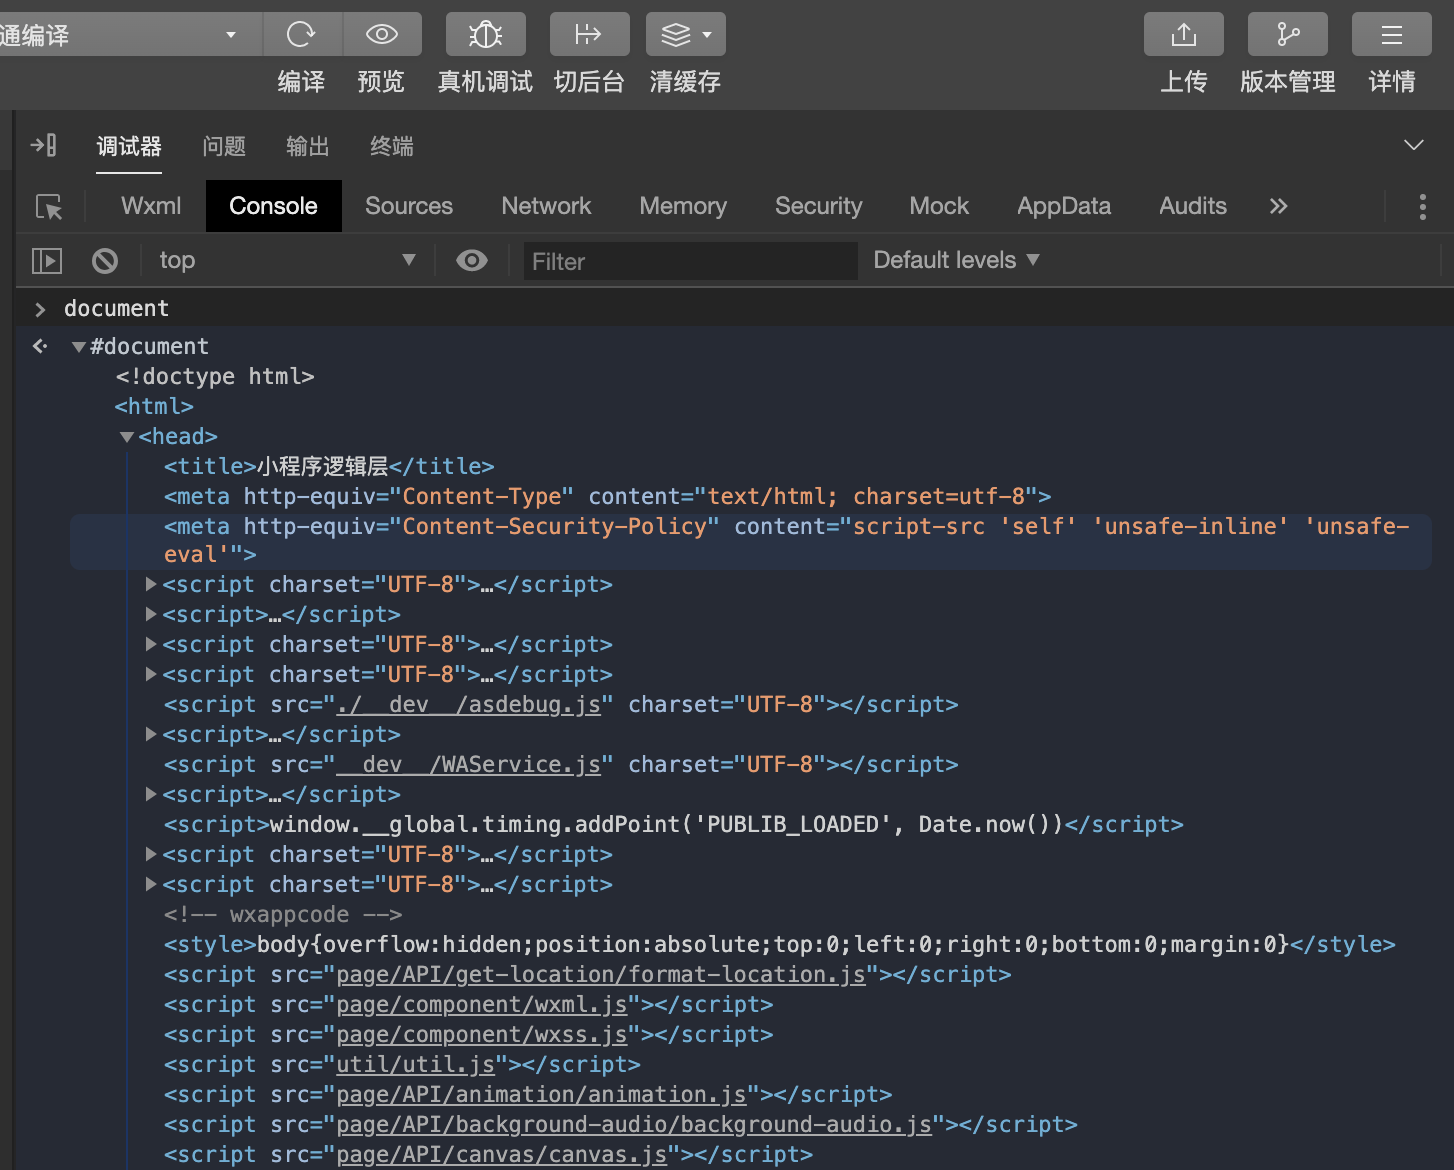 通编译
编译 预览 真机调试 切后台 清缓存 上传 版本管理 详情
调试器 问题 输出 终端
Wxml Console Sources Network Memory Security Mock AppData Audits
top Filter Default levels
document
#document
<!doctype html>
<html>
<head>
<title>小程序逻辑层</title>
<meta http-equiv="Content-Type" content="text/html; charset=utf-8">
<meta http-equiv="Content-Security-Policy" content="script-src 'self' 'unsafe-inline' 'unsafe-
eval'">
<script charset="UTF-8">…</script>
<script>…</script>
<script charset="UTF-8">…</script>
<script charset="UTF-8">…</script>
<script src="./__dev__/asdebug.js" charset="UTF-8"></script>
<script>…</script>
<script src="__dev__/WAService.js" charset="UTF-8"></script>
<script>…</script>
<script>window.__global.timing.addPoint('PUBLIB_LOADED', Date.now())</script>
<script charset="UTF-8">…</script>
<script charset="UTF-8">…</script>
<!-- wxappcode -->
<style>body{overflow:hidden;position:absolute;top:0;left:0;right:0;bottom:0;margin:0}</style>
<script src="page/API/get-location/format-location.js"></script>
<script src="page/component/wxml.js"></script>
<script src="page/component/wxss.js"></script>
<script src="util/util.js"></script>
<script src="page/API/animation/animation.js"></script>
<script src="page/API/background-audio/background-audio.js"></script>
<script src="page/API/canvas/canvas.js"></script>